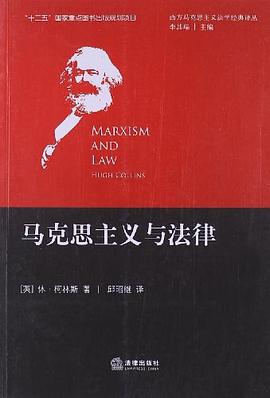 “十二五”国家重点图书出版规划项目
西方马克思主义法学经典译丛
李其瑞 | 主编
MARXISM
AND
LAW
HUGH COLLINS
马克思主义与法律
[英] 休·柯林斯 著 | 邱昭继 译
法律出版社
LAW PRESS·CHINA